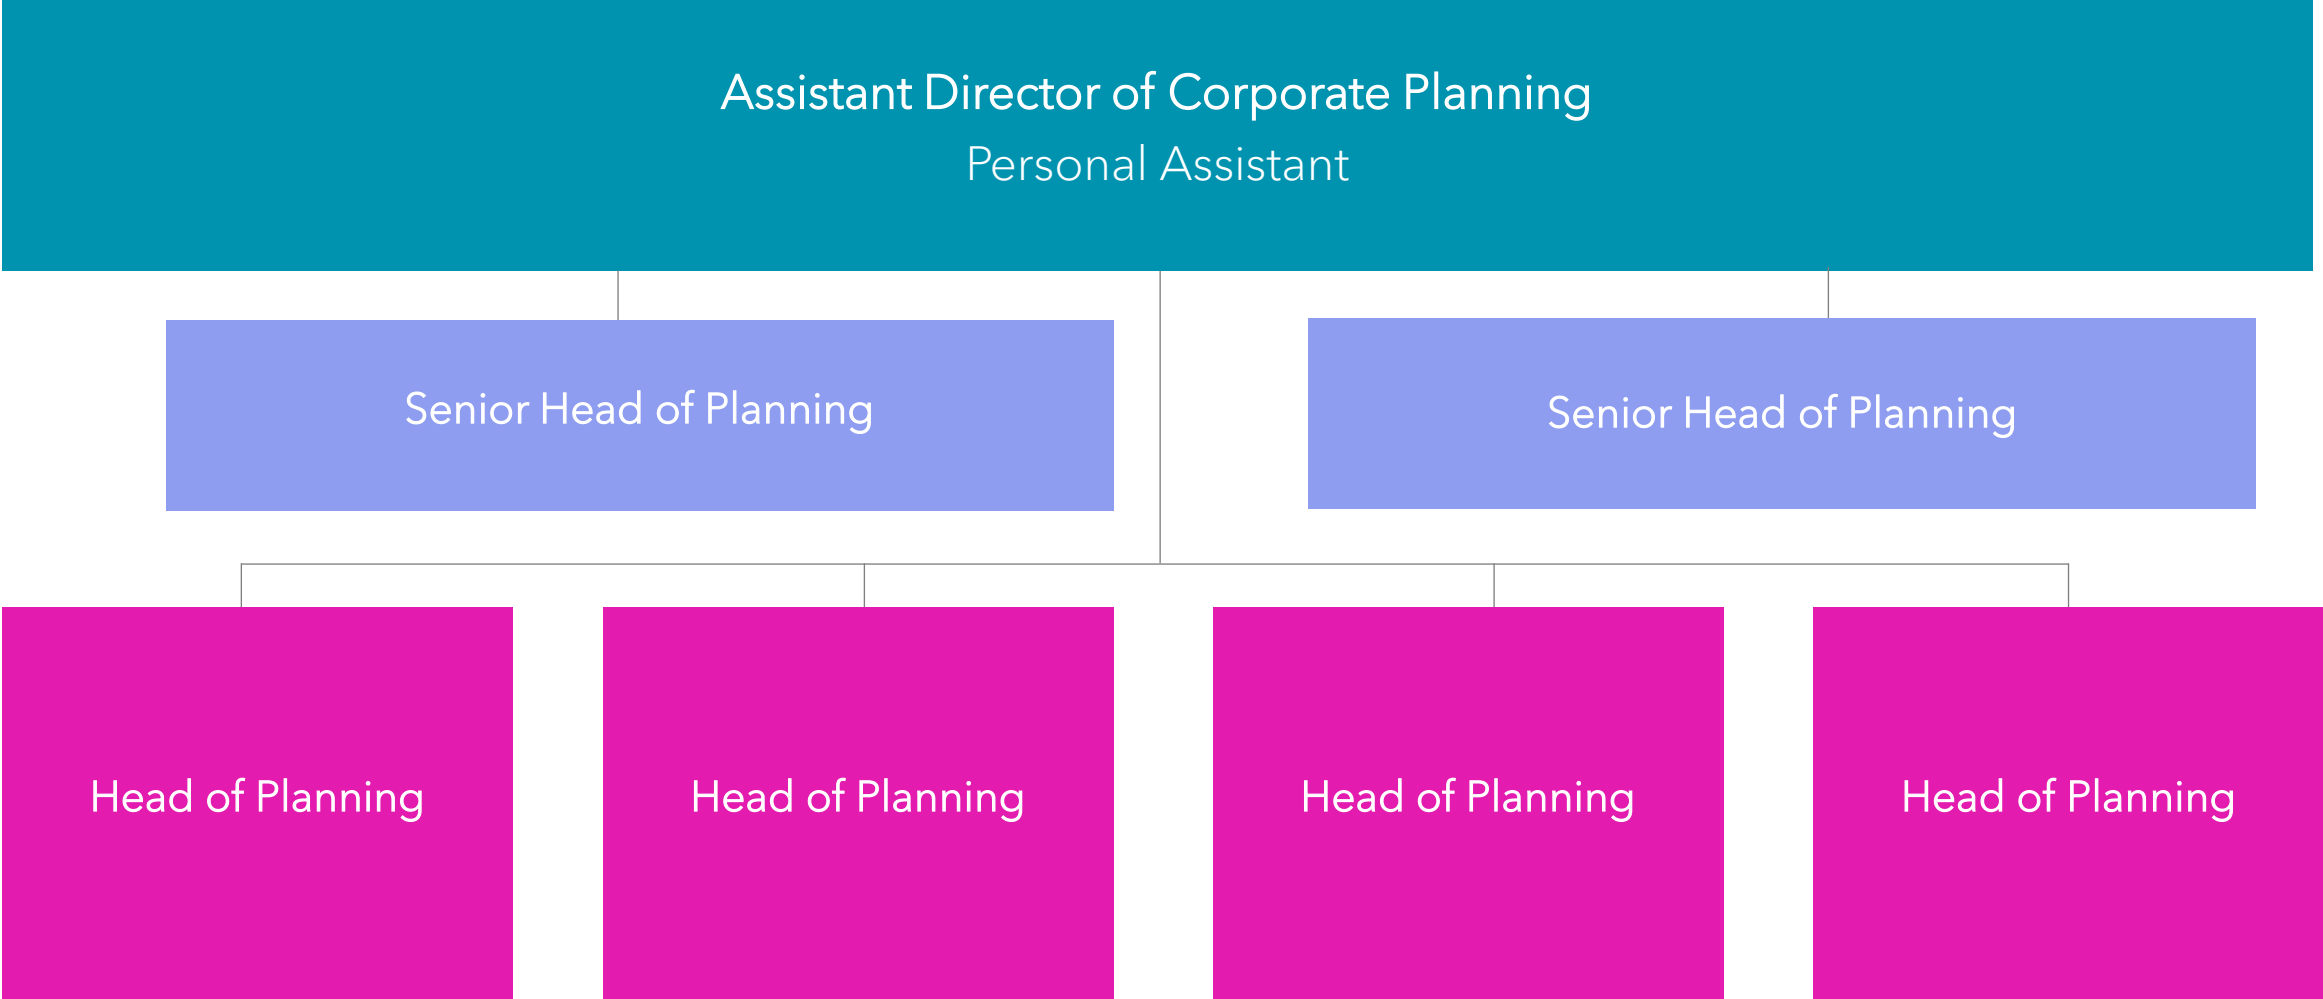 Assistant Director of Corporate Planning
Personal Assistant
Senior Head of Planning
Senior Head of Planning
Head of Planning
Head of Planning
Head of Planning
Head of Planning